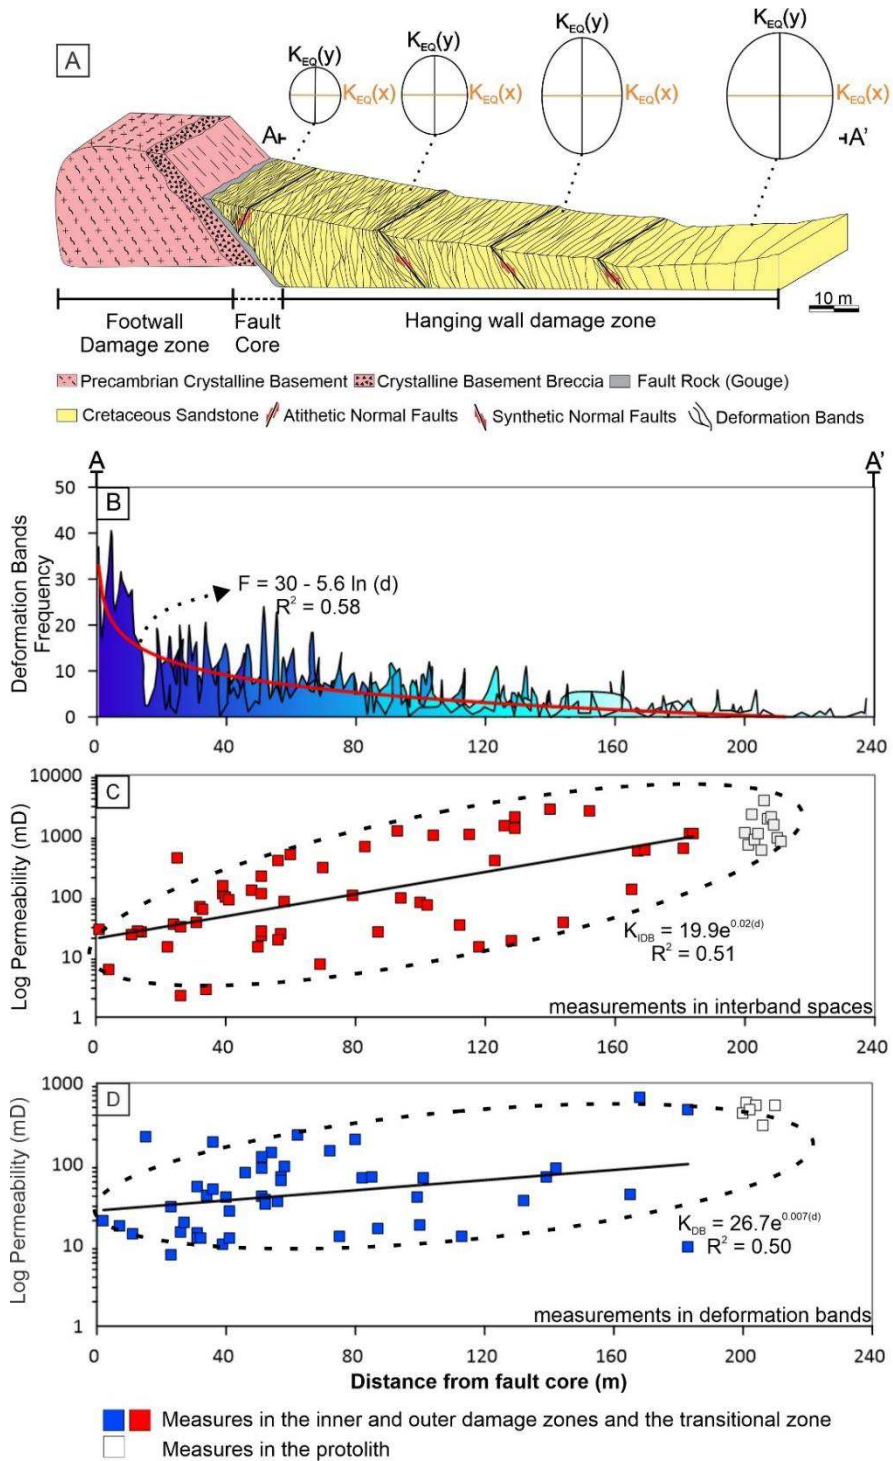 A
K_EQ(y)
K_EQ(x)
K_EQ(y)
K_EQ(x)
K_EQ(y)
K_EQ(x)
K_EQ(y)
K_EQ(x)
A
A'
10 m
Footwall
Damage zone
Fault
Core
Hanging wall damage zone
Precambrian Crystalline Basement
Crystalline Basement Breccia
Fault Rock (Gouge)
Cretaceous Sandstone
Atithetic Normal Faults
Synthetic Normal Faults
Deformation Bands
A
A'
B
Deformation Bands
Frequency
50
40
30
20
10
0
F = 30 - 5.6 ln (d)
R² = 0.58
0 40 80 120 160 200 240
C
Log Permeability (mD)
10000
1000
100
10
1
K_IDB = 19.9e^0.02(d)
R² = 0.51
measurements in interband spaces
0 40 80 120 160 200 240
D
Log Permeability (mD)
1000
100
10
1
K_DB = 26.7e^0.007(d)
R² = 0.50
measurements in deformation bands
0 40 80 120 160 200 240
Distance from fault core (m)
Measures in the inner and outer damage zones and the transitional zone
Measures in the protolith